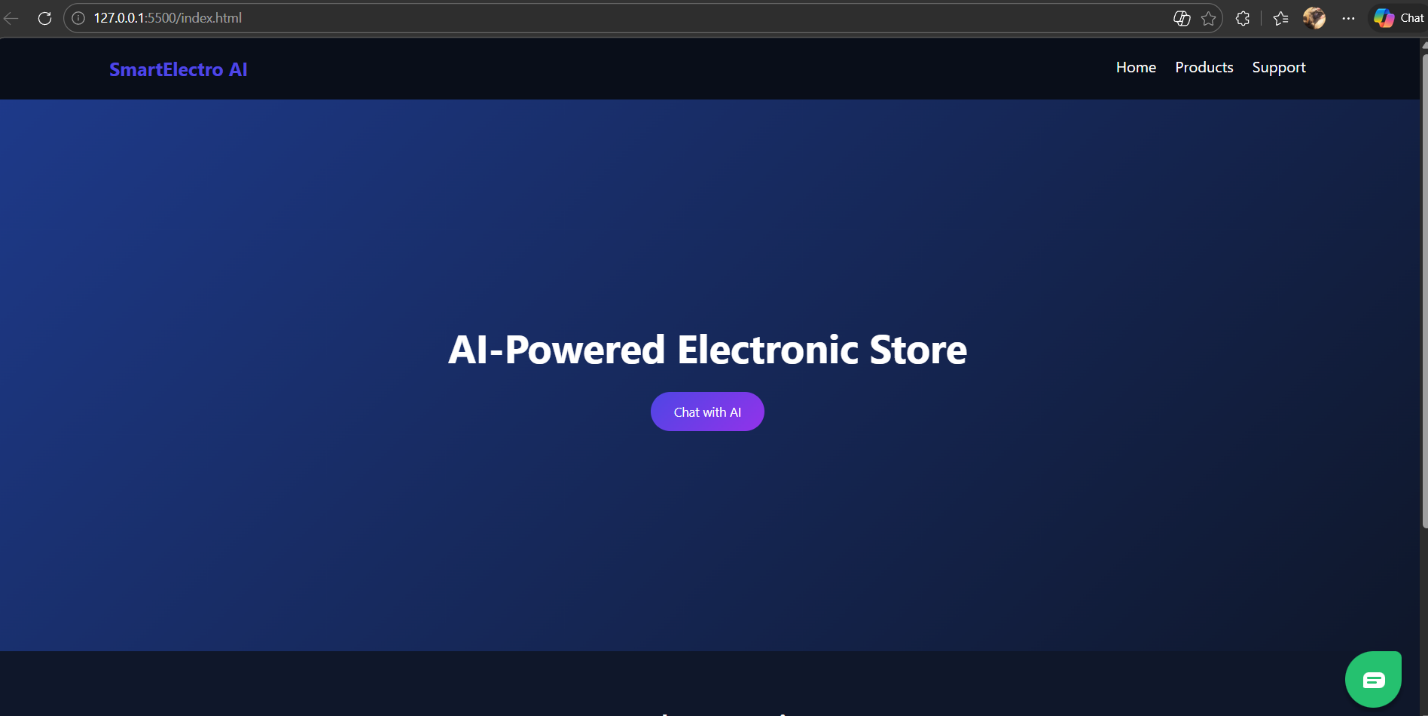 127.0.0.1:5500/index.html
Chat
SmartElectro AI
Home Products Support
AI-Powered Electronic Store
Chat with AI